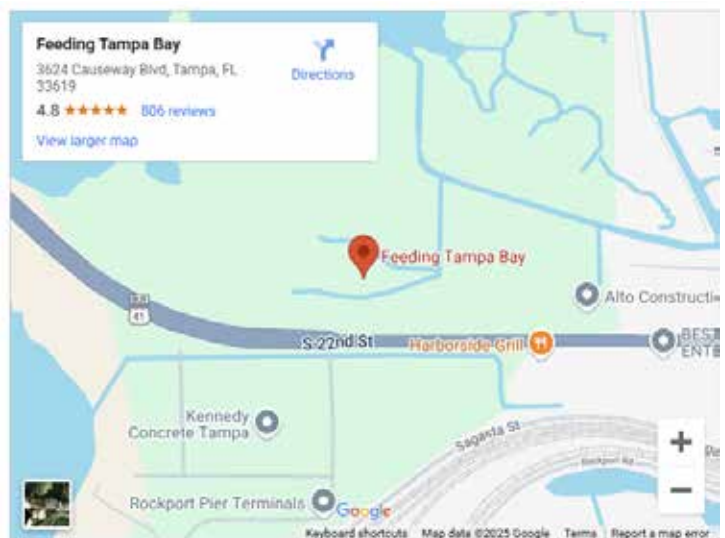 Feeding Tampa Bay
3624 Causeway Blvd, Tampa, FL
33619
4.8
806 reviews
View larger map
Directions
Feeding Tampa Bay
41
S 22nd St
Harborside Grill
Alto Constructi
BEST
Kennedy
Concrete Tampa
Sagasta St
Rockport Rd
Rockport Pier Terminals
Google
Keyboard shortcuts Map data ©2025 Google Terms Report a map error